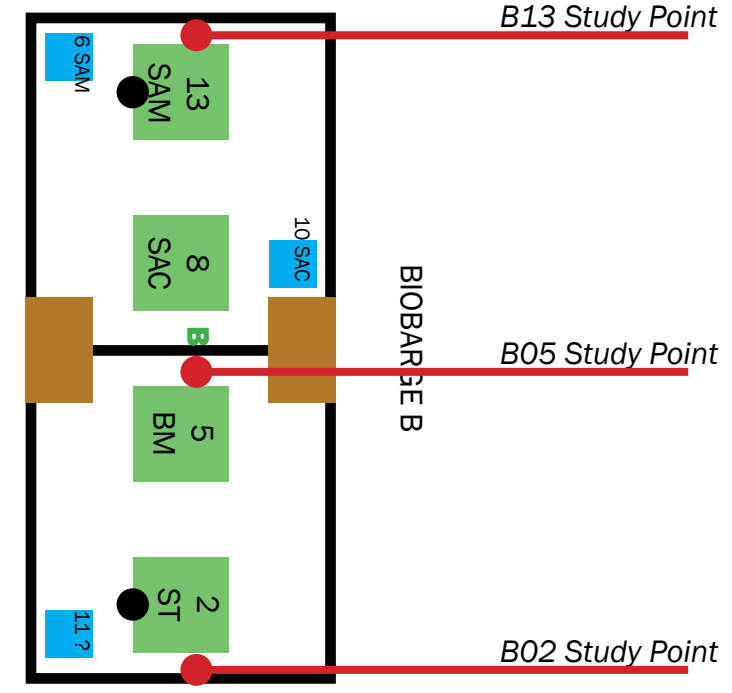 B13 Study Point
6 SAM
13
SAM
8
SAC
10 SAC
B
BIOBARGE B
B05 Study Point
5
BM
2
ST
11 ?
B02 Study Point